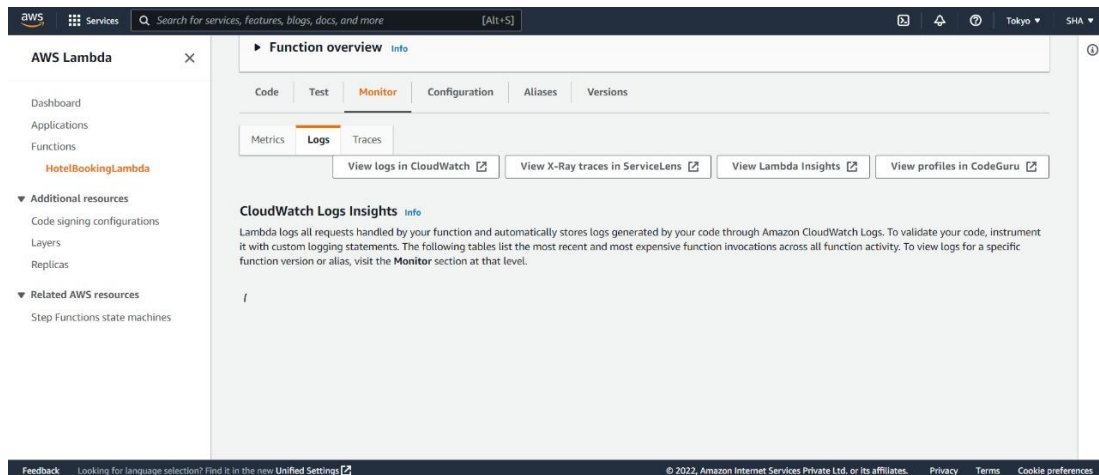 aws Services Search for services, features, blogs, docs, and more [Alt+S] Tokyo ▼ SHA ▼
AWS Lambda
Dashboard
Applications
Functions
HotelBookingLambda
▼ Additional resources
Code signing configurations
Layers
Replicas
▼ Related AWS resources
Step Functions state machines
▶ Function overview Info
Code Test Monitor Configuration Aliases Versions
Metrics Logs Traces
View logs in CloudWatch View X-Ray traces in ServiceLens View Lambda Insights View profiles in CodeGuru
CloudWatch Logs Insights Info
Lambda logs all requests handled by your function and automatically stores logs generated by your code through Amazon CloudWatch Logs. To validate your code, instrument
it with custom logging statements. The following tables list the most recent and most expensive function invocations across all function activity. To view logs for a specific
function version or alias, visit the Monitor section at that level.
Feedback Looking for language selection? Find it in the new Unified Settings © 2022, Amazon Internet Services Private Ltd. or its affiliates. Privacy Terms Cookie preferences